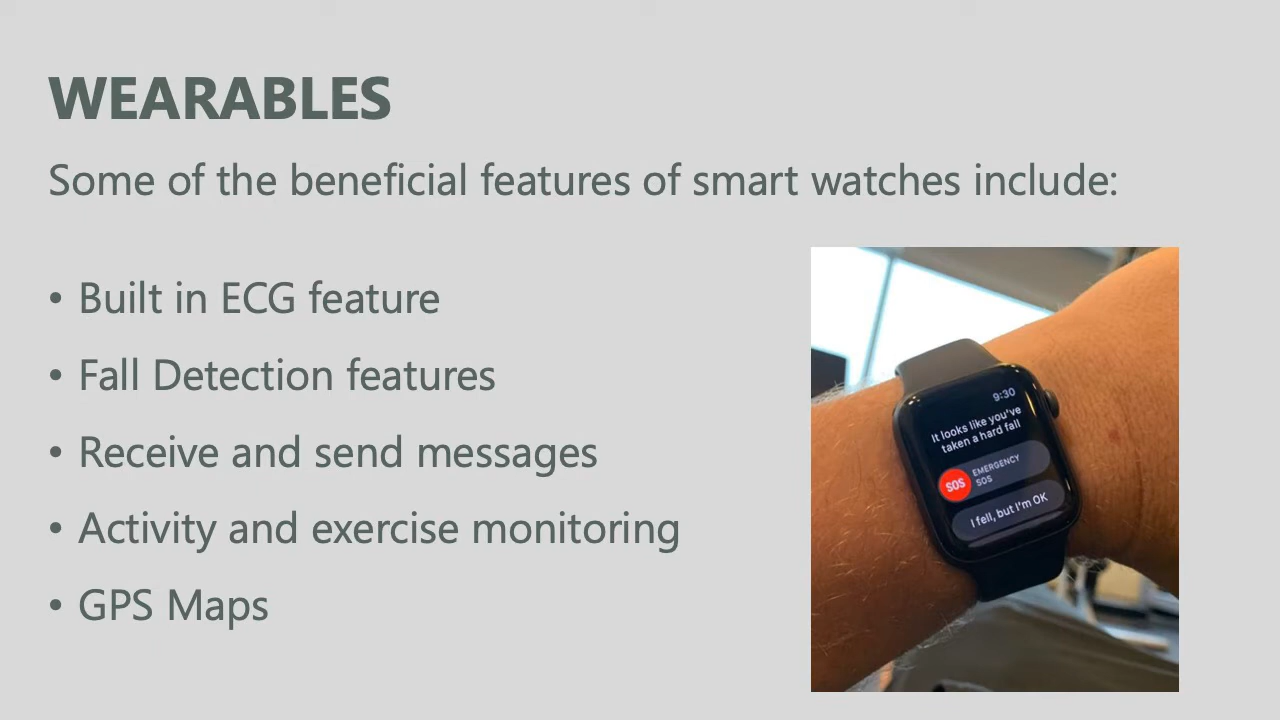 WEARABLES
Some of the beneficial features of smart watches include:
• Built in ECG feature
• Fall Detection features
• Receive and send messages
• Activity and exercise monitoring
• GPS Maps
9:30
It looks like you've
taken a hard fall
SOS
EMERGENCY
SOS
I fell, but I'm OK